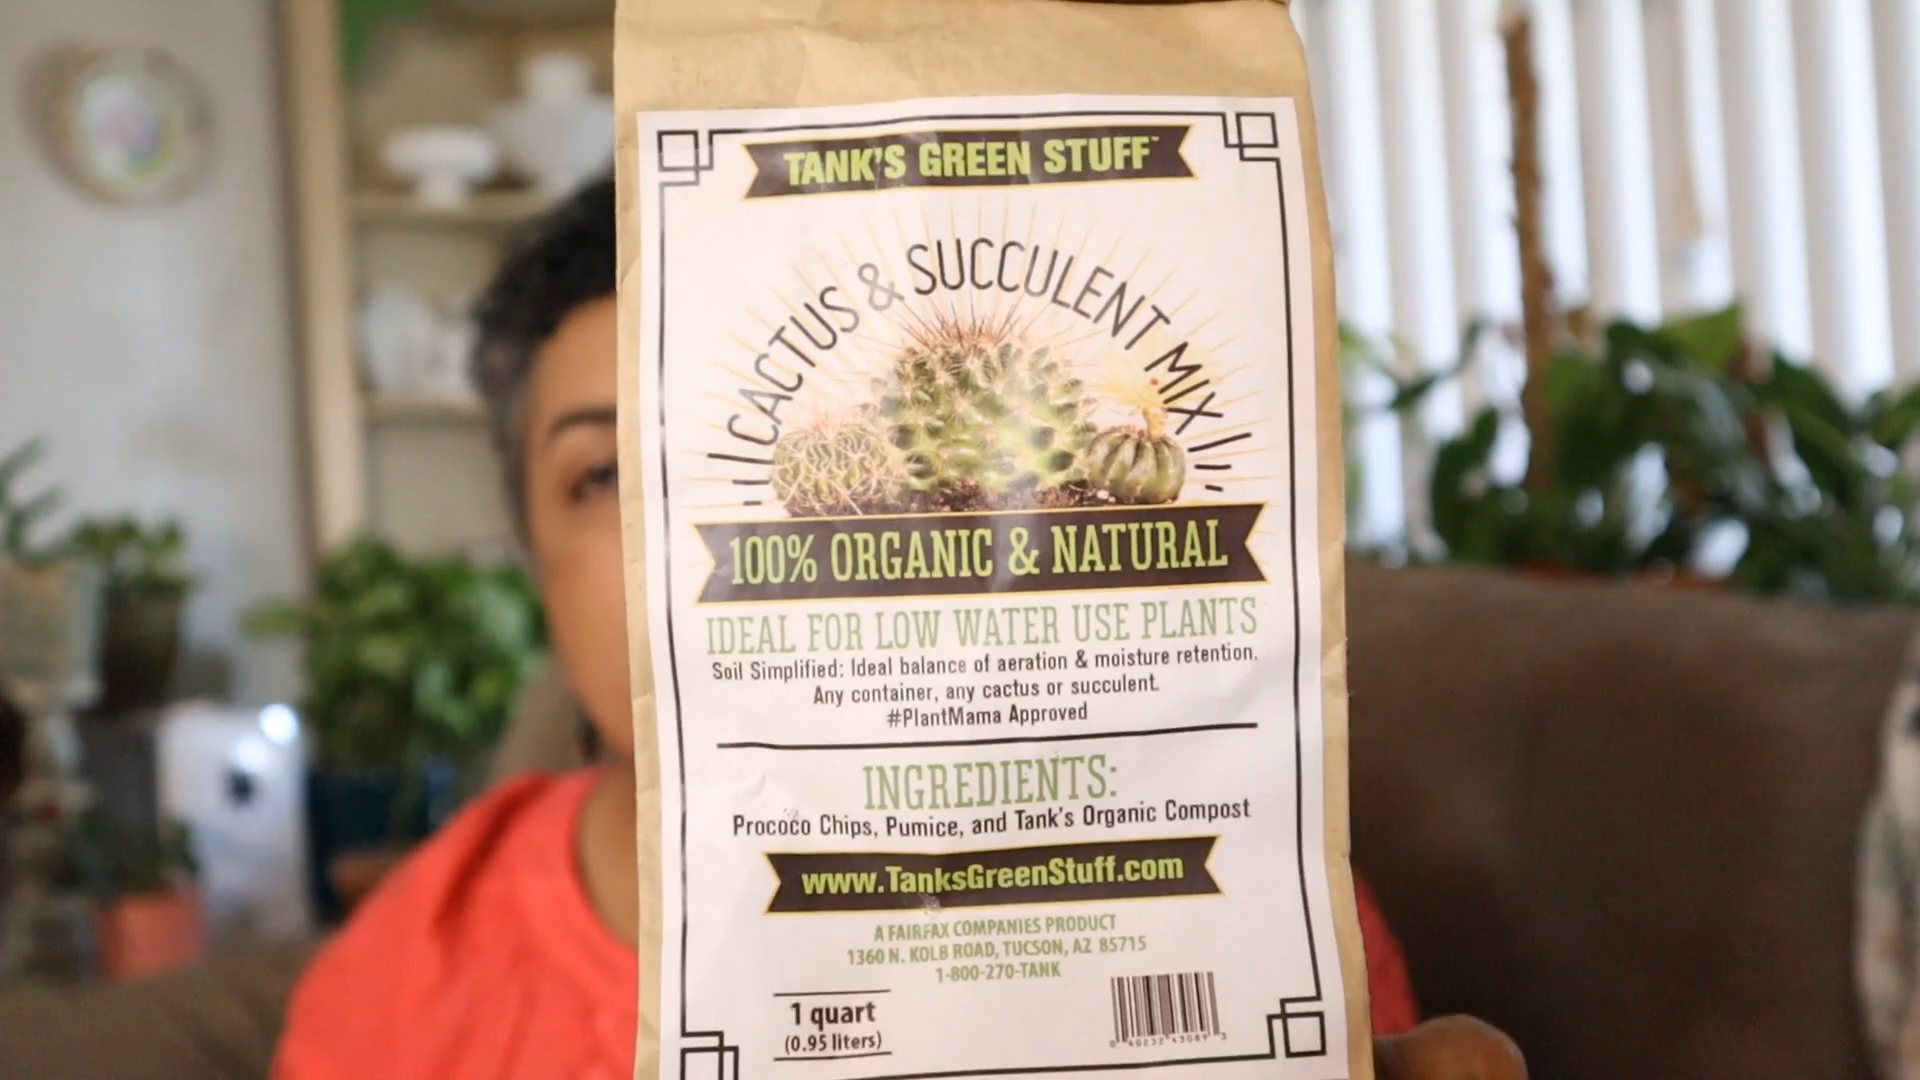 TANK'S GREEN STUFF™
CACTUS & SUCCULENT MIX
100% ORGANIC & NATURAL
IDEAL FOR LOW WATER USE PLANTS
Soil Simplified: Ideal balance of aeration & moisture retention.
Any container, any cactus or succulent.
#PlantMama Approved
INGREDIENTS:
Prococo Chips, Pumice, and Tank's Organic Compost
www.TanksGreenStuff.com
A FAIRFAX COMPANIES PRODUCT
1360 N. KOLB ROAD, TUCSON, AZ 85715
1-800-270-TANK
1 quart
(0.95 liters)